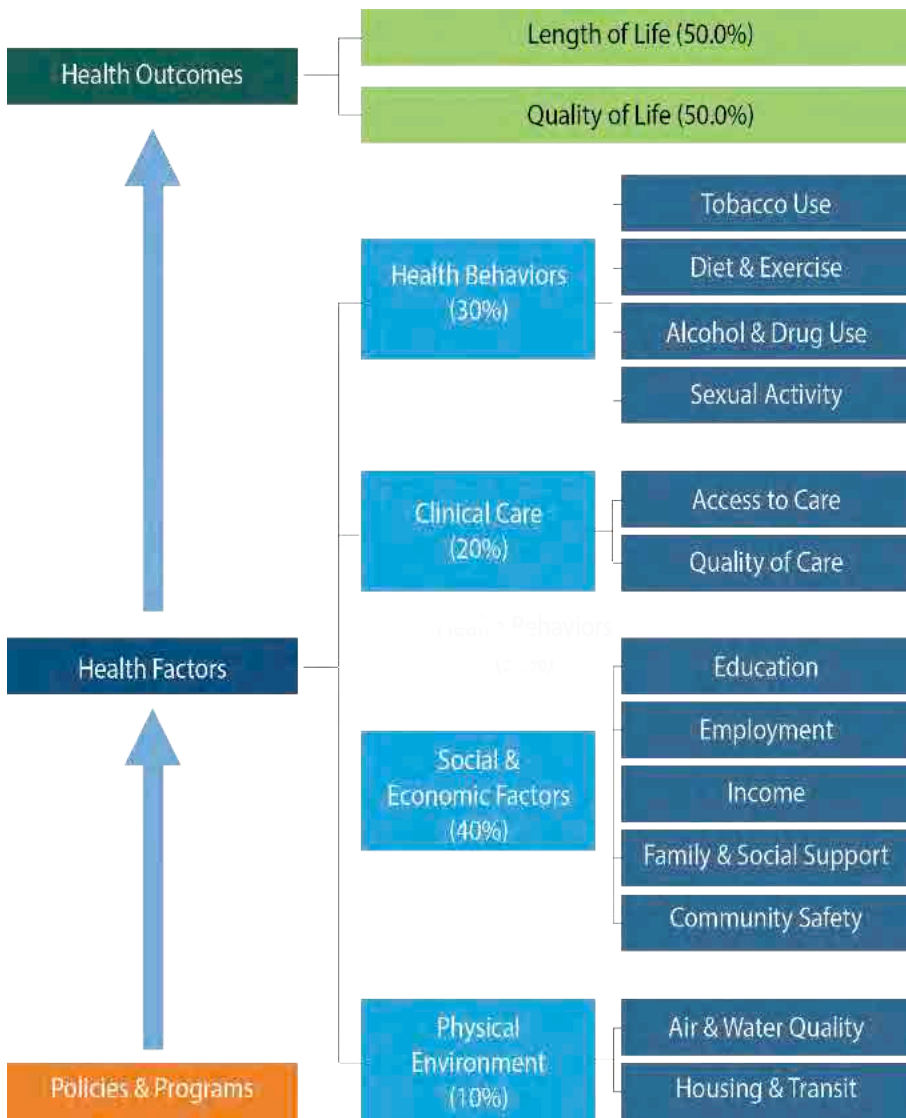 Length of Life (50.0%)
Health Outcomes
Quality of Life (50.0%)
Tobacco Use
Health Behaviors
(30%)
Diet & Exercise
Alcohol & Drug Use
Sexual Activity
Clinical Care
(20%)
Access to Care
Quality of Care
Behaviors
Health Factors
Education
Employment
Social &
Economic Factors
(40%)
Income
Family & Social Support
Community Safety
Physical
Environment
(10%)
Air & Water Quality
Housing & Transit
Policies & Programs